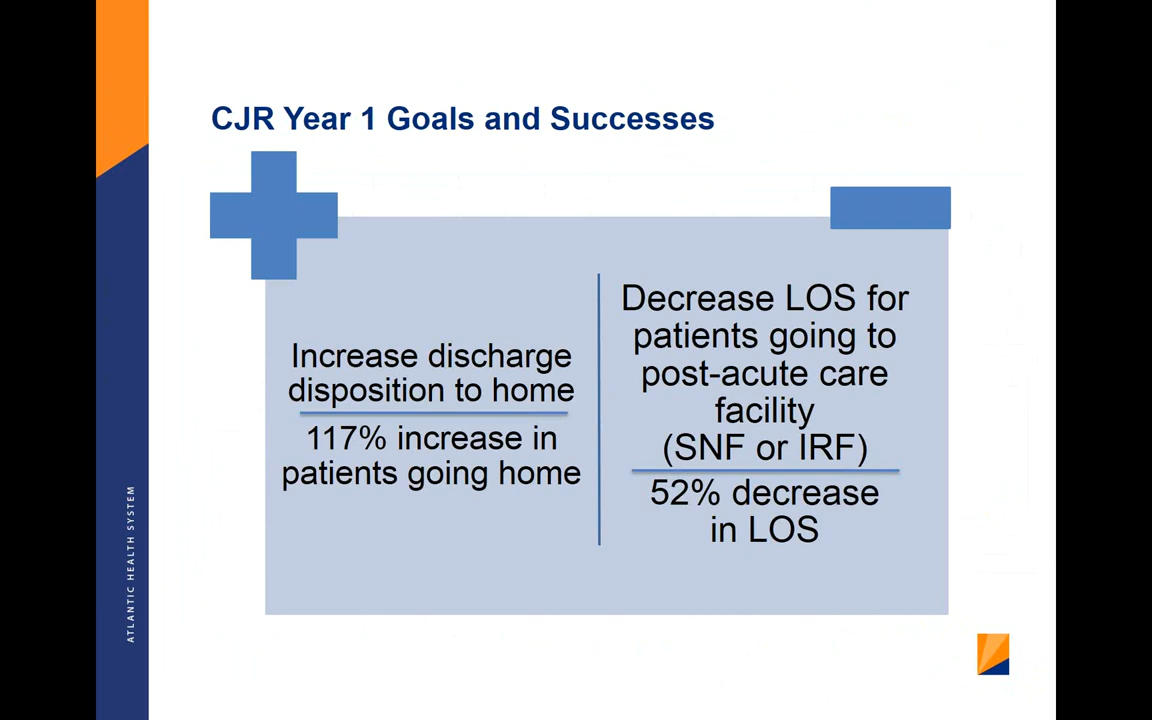 CJR Year 1 Goals and Successes
Increase discharge
disposition to home
117% increase in
patients going home
Decrease LOS for
patients going to
post-acute care
facility
(SNF or IRF)
52% decrease
in LOS
ATLANTIC HEALTH SYSTEM